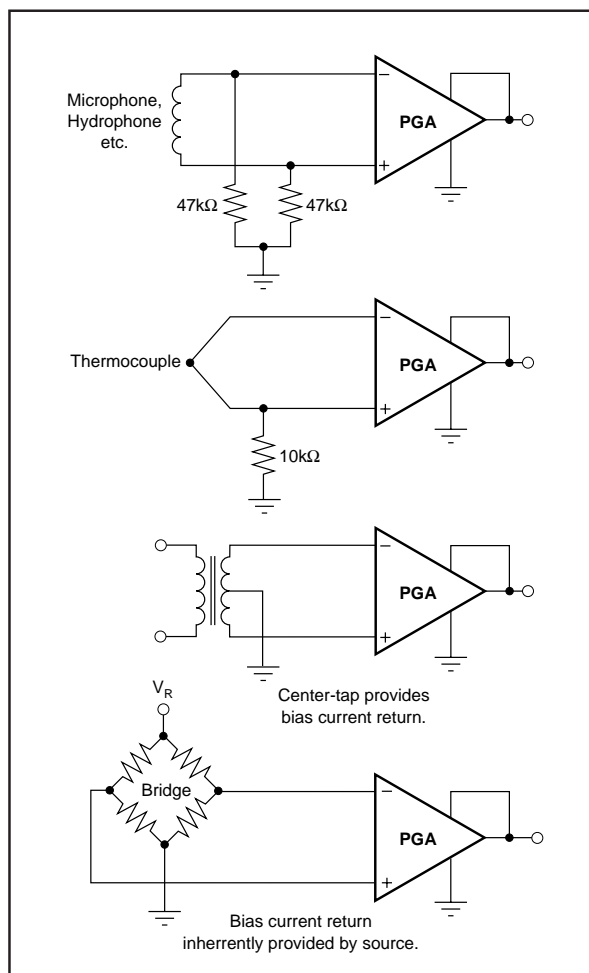 Microphone,
Hydrophone
etc.
−
PGA
+
47kΩ 47kΩ
−
Thermocouple
PGA
+
10kΩ
−
PGA
+
Center-tap provides
bias current return.
VR
Bridge
−
PGA
+
Bias current return
inherrently provided by source.